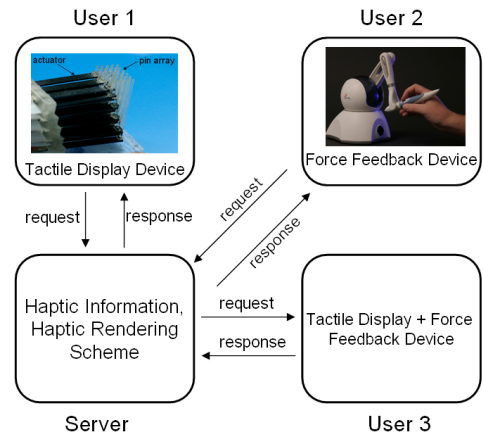 User 1
User 2
actuator
pin array
Tactile Display Device
Force Feedback Device
request
response
request
response
Haptic Information,
Haptic Rendering
Scheme
request
response
Tactile Display + Force
Feedback Device
Server
User 3